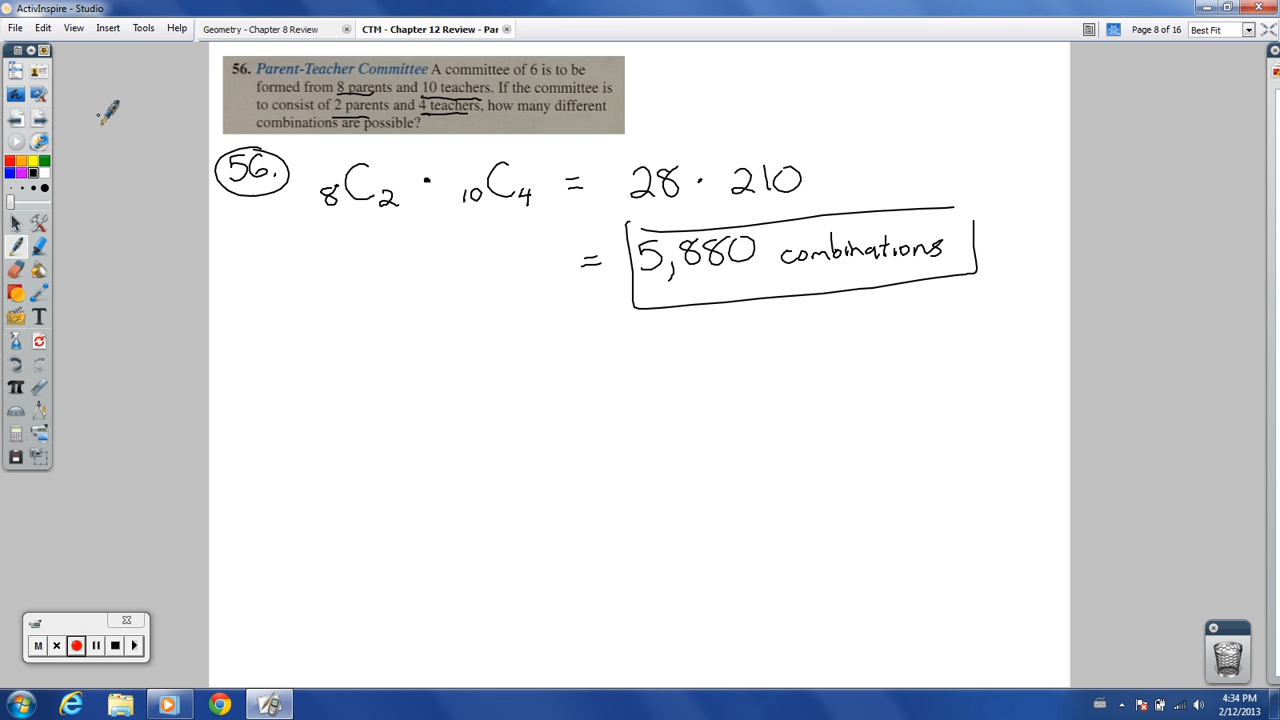 ActivInspire - Studio
File Edit View Insert Tools Help
Geometry - Chapter 8 Review
CTM - Chapter 12 Review - Par
Page 8 of 16
Best Fit
56. Parent-Teacher Committee A committee of 6 is to be
formed from 8 parents and 10 teachers. If the committee is
to consist of 2 parents and 4 teachers, how many different
combinations are possible?
56. ₈C₂ · ₁₀C₄ = 28 · 210
= 5,880 combinations
M
4:34 PM
2/12/2013